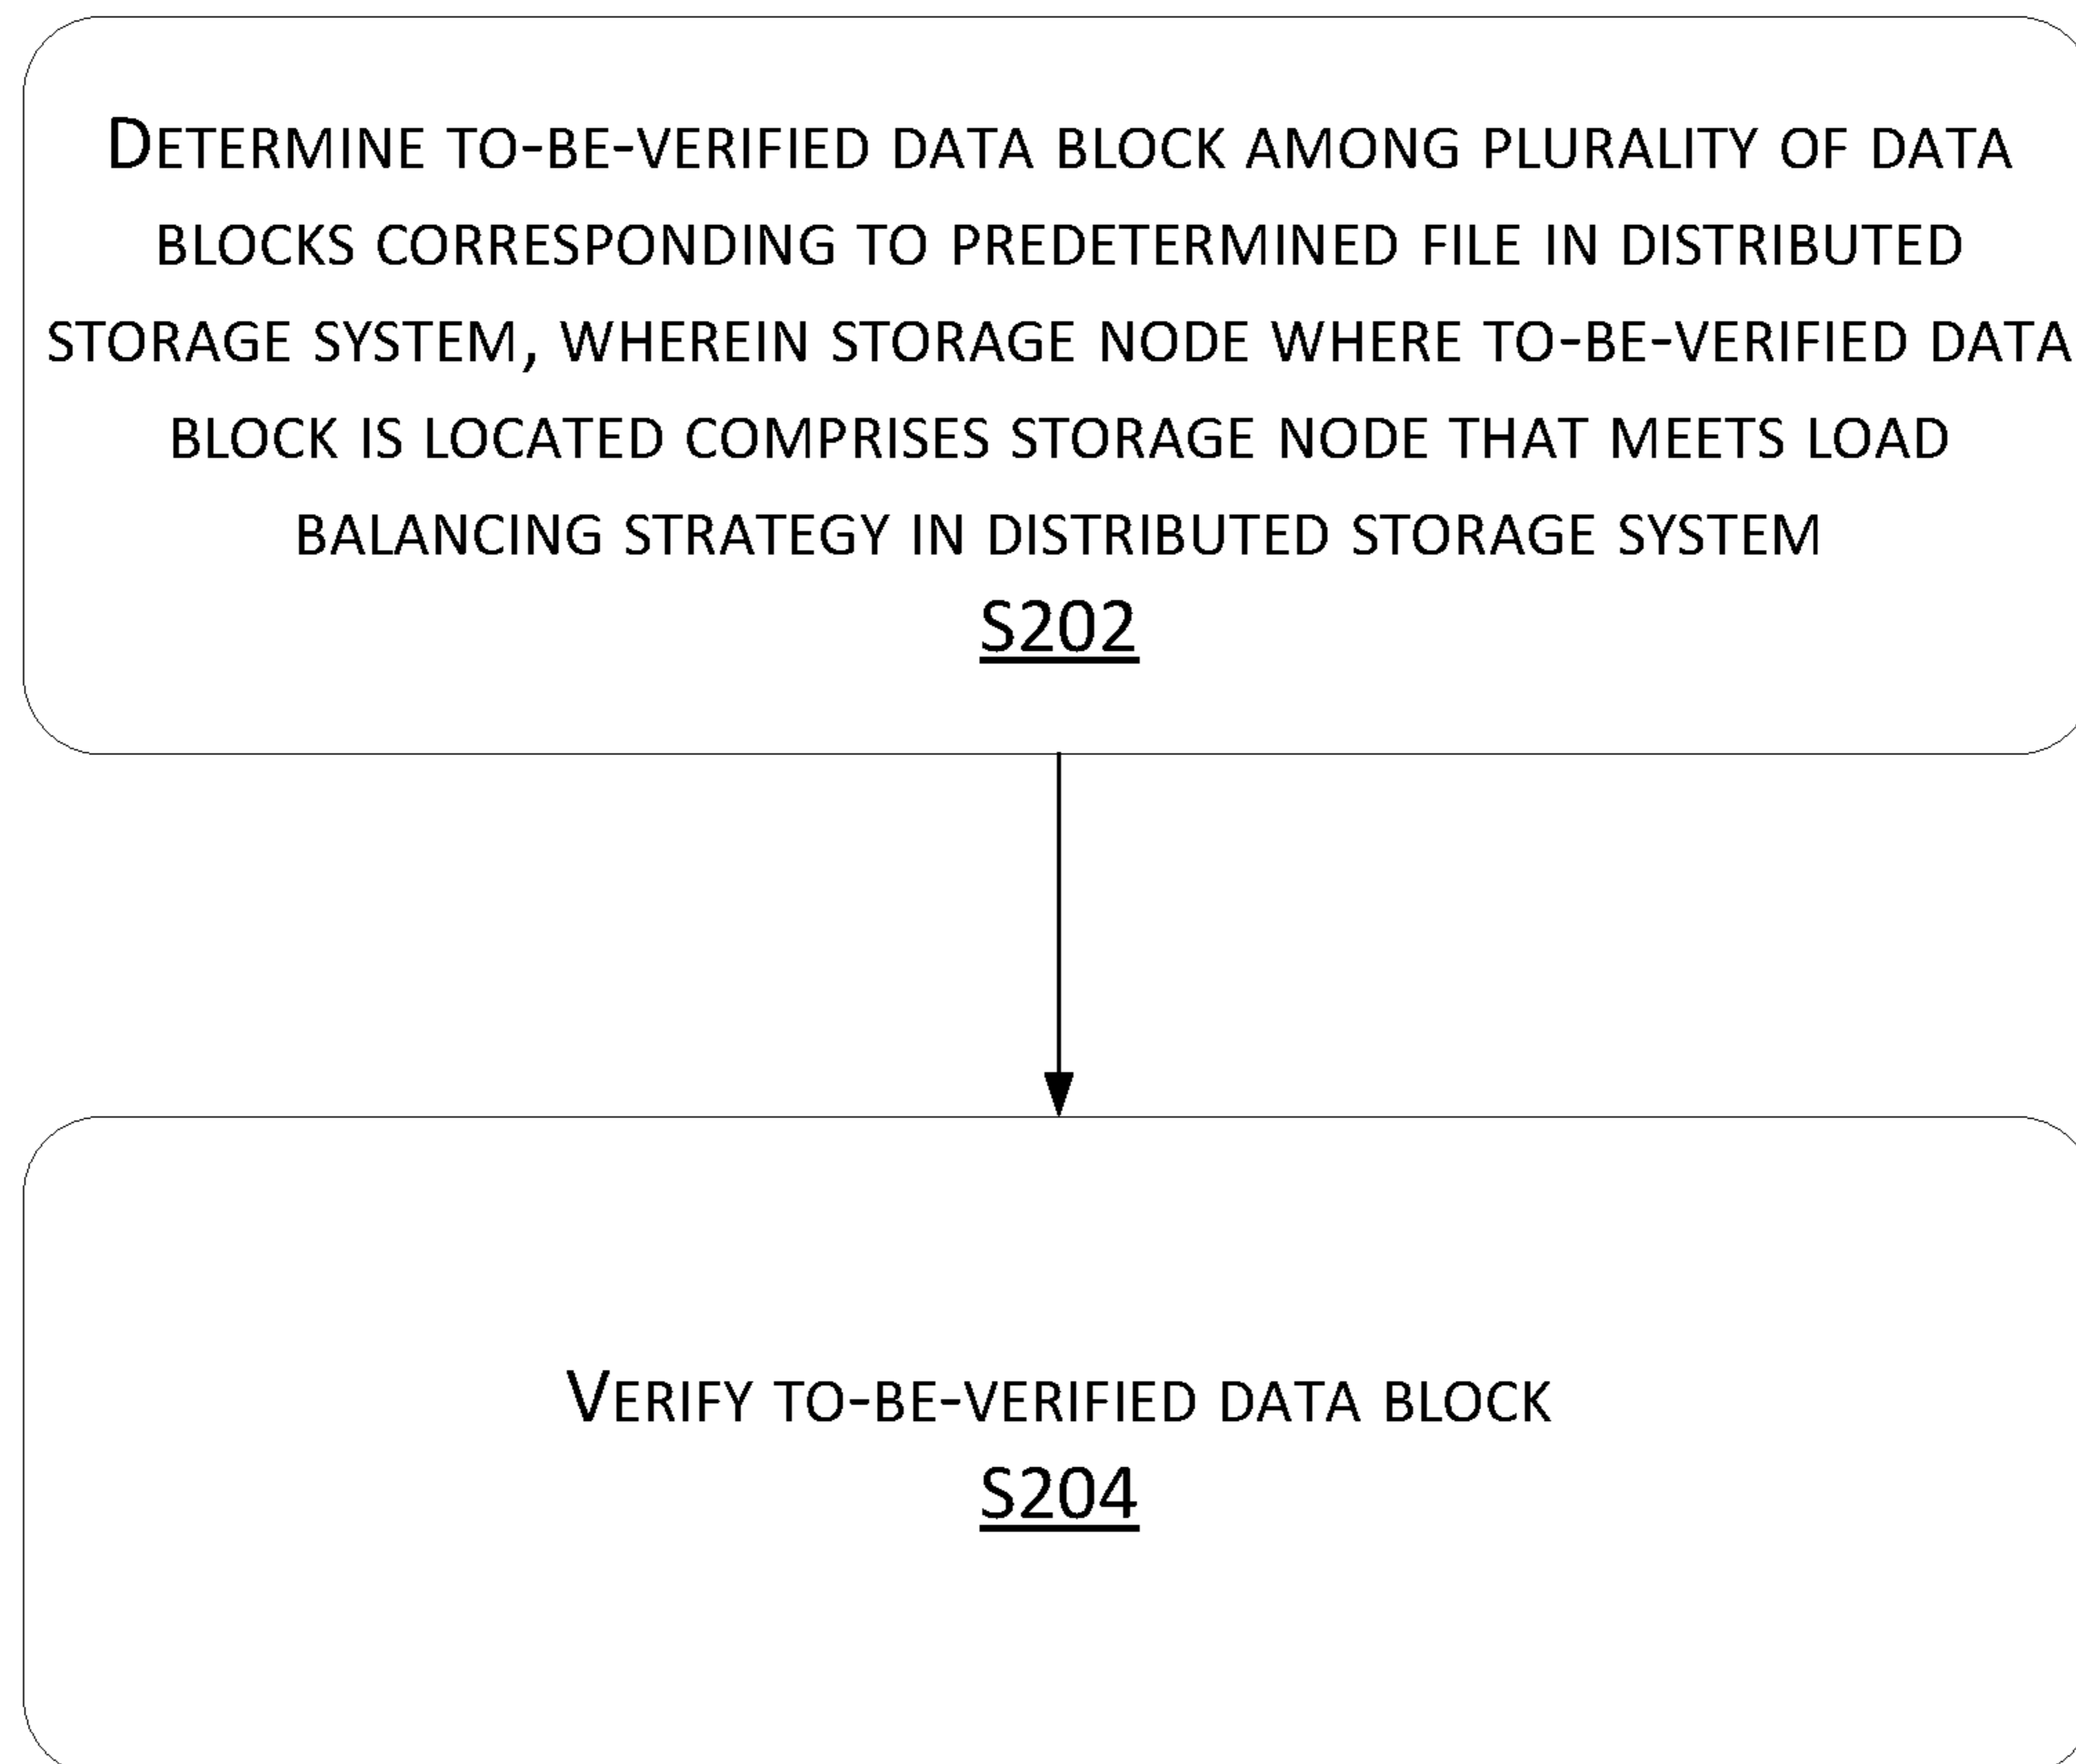 Determine to-be-verified data block among plurality of data
blocks corresponding to predetermined file in distributed
storage system, wherein storage node where to-be-verified data
block is located comprises storage node that meets load
balancing strategy in distributed storage system
S202
Verify to-be-verified data block
S204